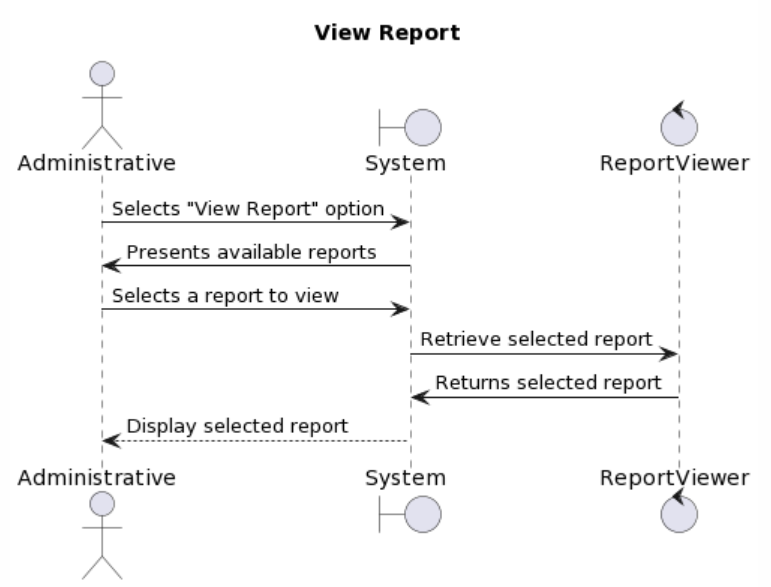 View Report
Administrative
System
ReportViewer
Selects "View Report" option
Presents available reports
Selects a report to view
Retrieve selected report
Returns selected report
Display selected report
Administrative
System
ReportViewer